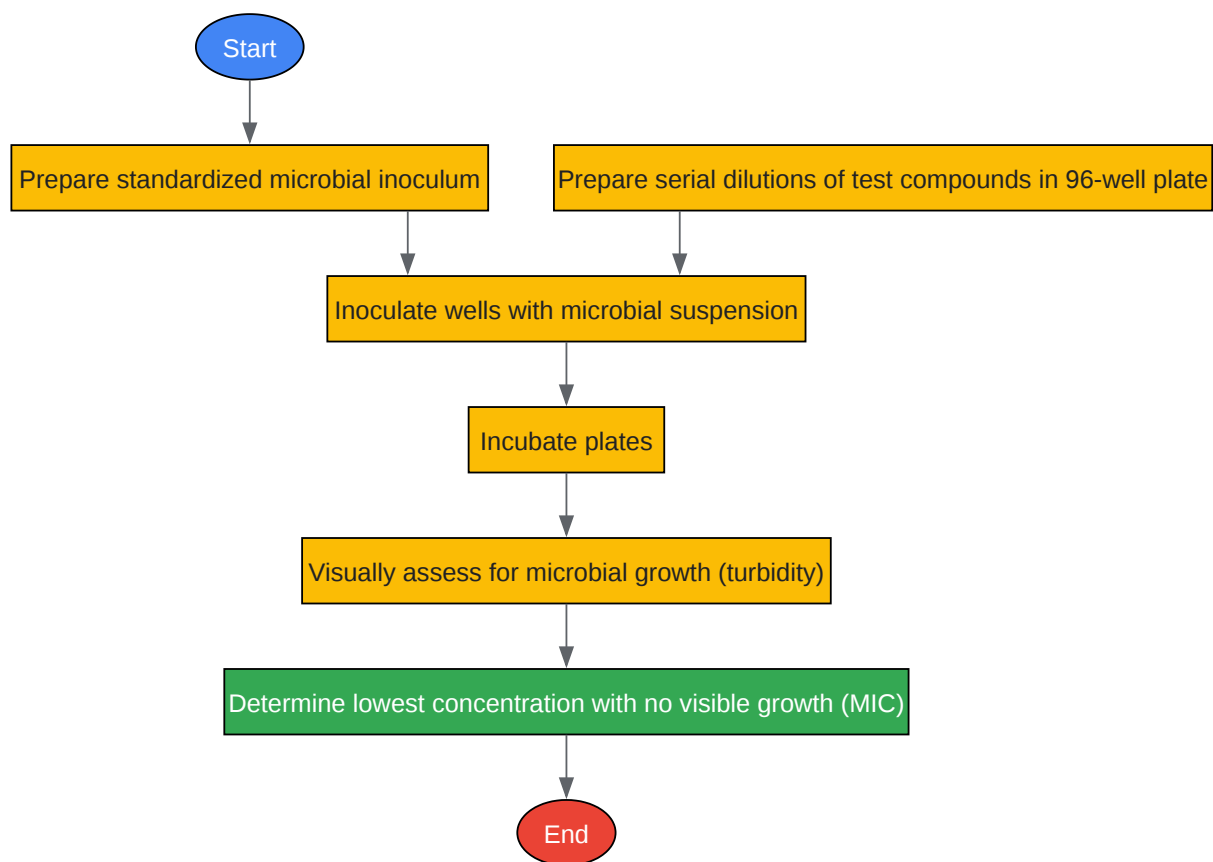 Start
Prepare standardized microbial inoculum
Prepare serial dilutions of test compounds in 96-well plate
Inoculate wells with microbial suspension
Incubate plates
Visually assess for microbial growth (turbidity)
Determine lowest concentration with no visible growth (MIC)
End